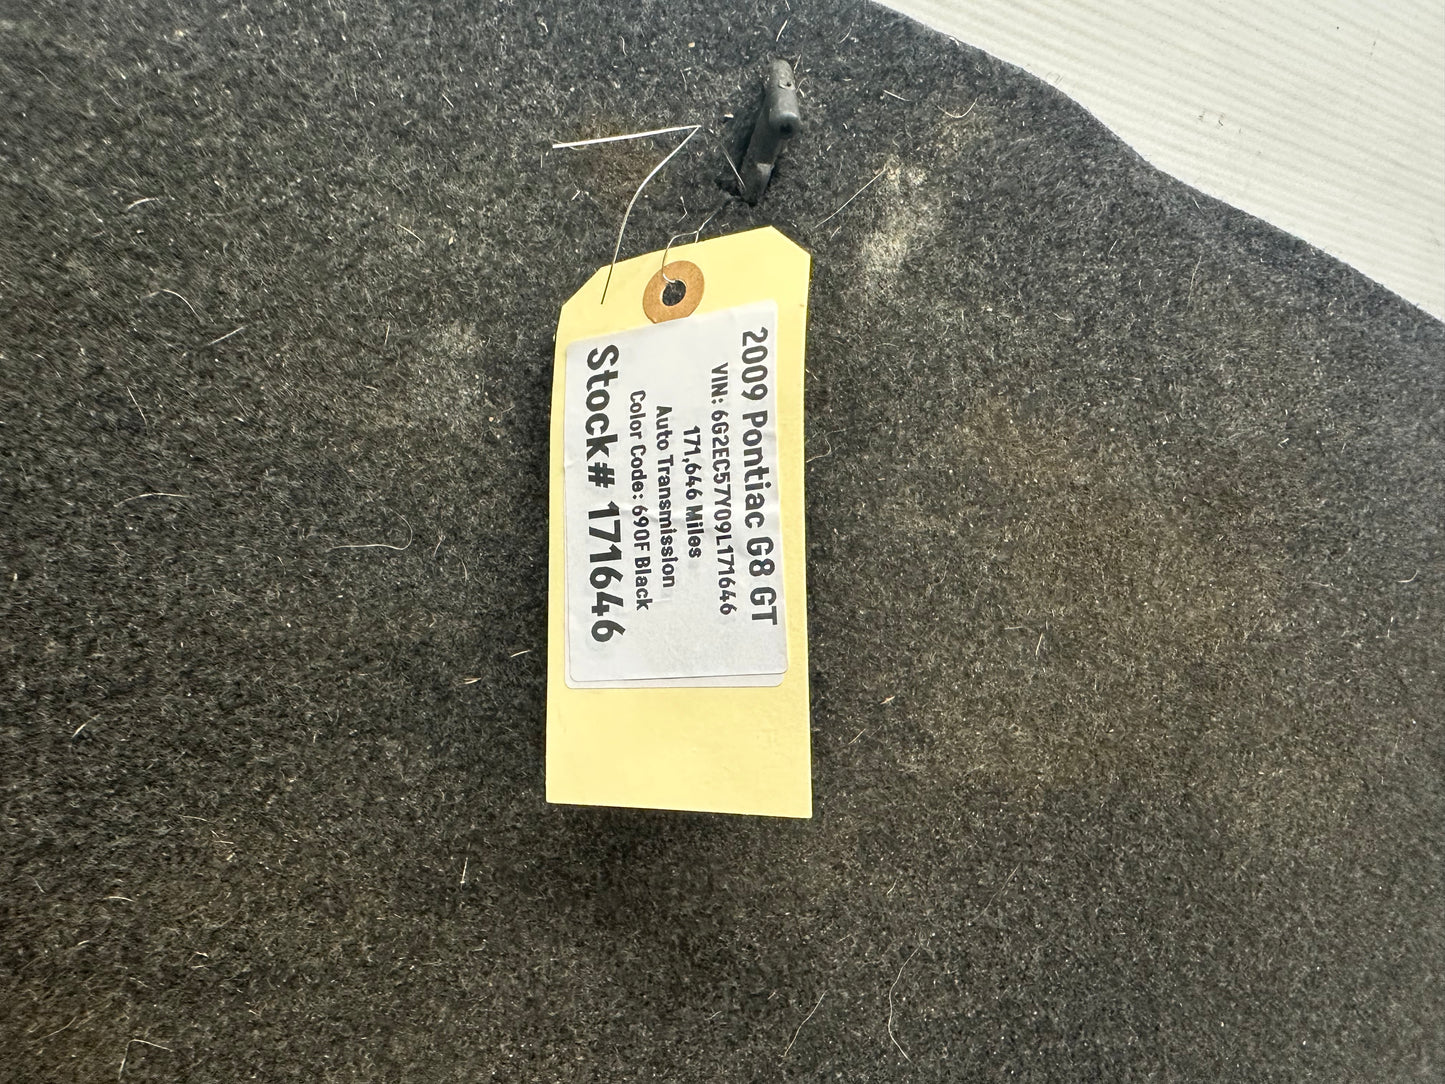 2009 Pontiac G8 GT
VIN: 6G2EC57Y09L171646
171,646 Miles
Auto Transmission
Color Code: 690F Black
Stock# 171646